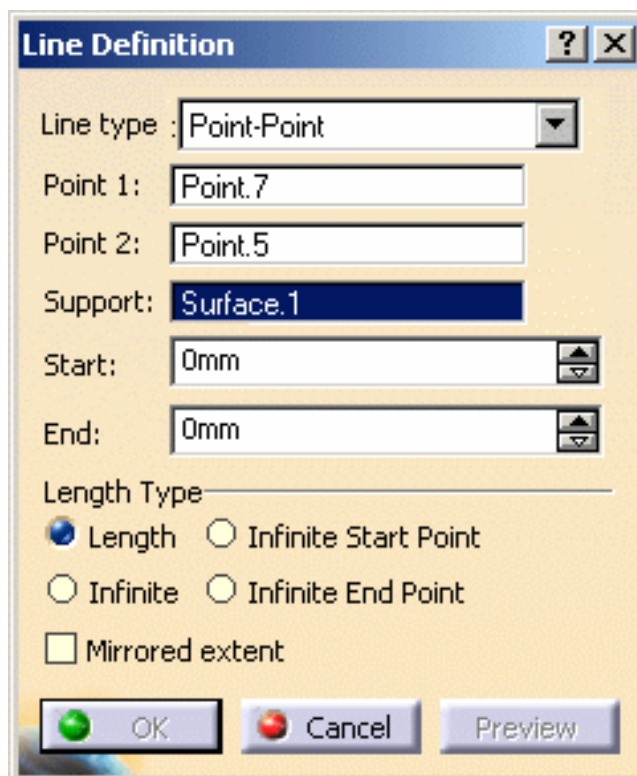 Line Definition
Line type : Point-Point
Point 1: Point.7
Point 2: Point.5
Support: Surface.1
Start: 0mm
End: 0mm
Length Type
Length Infinite Start Point
Infinite Infinite End Point
Mirrored extent
OK Cancel Preview